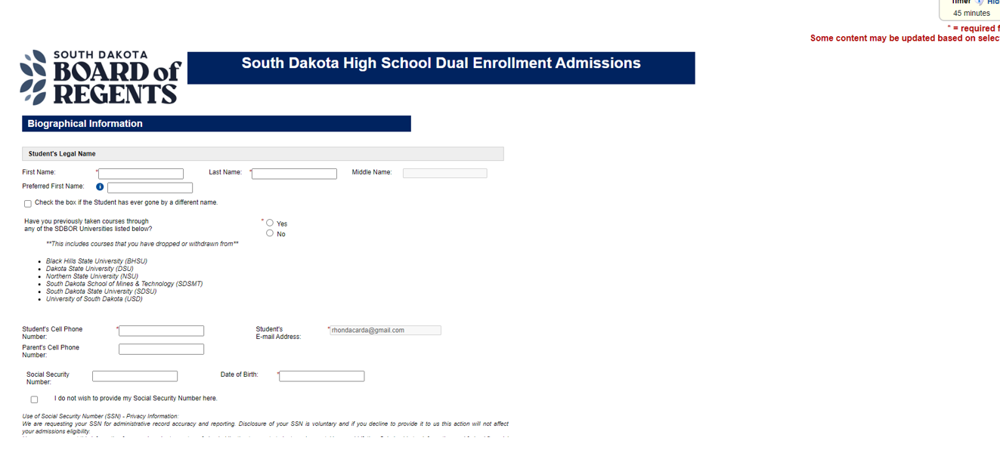 Timer Hid
45 minutes
* = required f
Some content may be updated based on selec
SOUTH DAKOTA
BOARD of
REGENTS
South Dakota High School Dual Enrollment Admissions
Biographical Information
Student's Legal Name
First Name: * Last Name: * Middle Name:
Preferred First Name:
Check the box if the Student has ever gone by a different name.
Have you previously taken courses through
any of the SDBOR Universities listed below?
* Yes
No
**This includes courses that you have dropped or withdrawn from**
• Black Hills State University (BHSU)
• Dakota State University (DSU)
• Northern State University (NSU)
• South Dakota School of Mines & Technology (SDSMT)
• South Dakota State University (SDSU)
• University of South Dakota (USD)
Student's Cell Phone
Number:
*
Student's
E-mail Address:
* rhondacarda@gmail.com
Parent's Cell Phone
Number:
Social Security
Number:
Date of Birth: *
I do not wish to provide my Social Security Number here.
Use of Social Security Number (SSN) - Privacy Information:
We are requesting your SSN for administrative record accuracy and reporting. Disclosure of your SSN is voluntary and if you decline to provide it to us this action will not affect
your admissions eligibility.